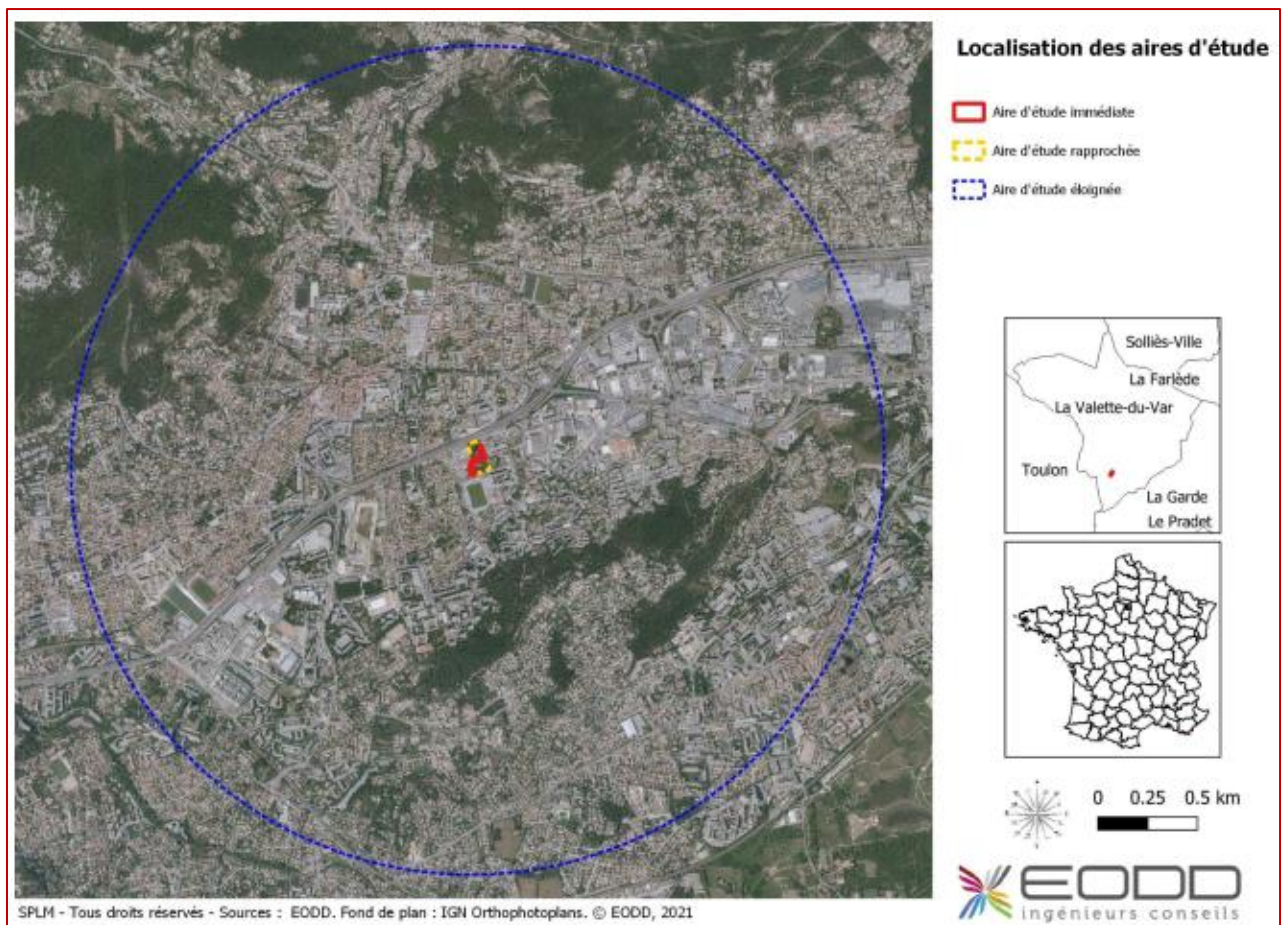 Localisation des aires d'étude
Aire d'étude immédiate
Aire d'étude rapprochée
Aire d'étude éloignée
Solliès-Ville
La Farlède
La Valette-du-Var
Toulon
La Garde
Le Pradet
0 0.25 0.5 km
EODD
ingénieurs conseils
SPLM - Tous droits réservés - Sources : EODD. Fond de plan : IGN Orthophotoplans. © EODD, 2021